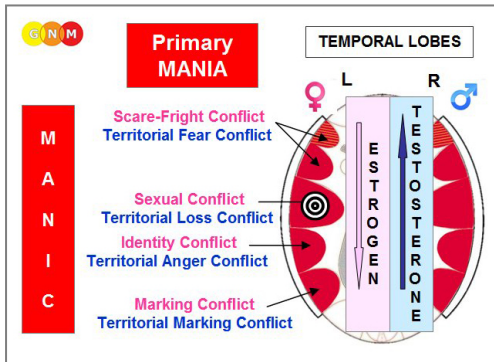 GNM
Primary
MANIA
TEMPORAL LOBES
L
R
MANIC
Scare-Fright Conflict
Territorial Fear Conflict
Sexual Conflict
Territorial Loss Conflict
Identity Conflict
Territorial Anger Conflict
Marking Conflict
Territorial Marking Conflict
ESTROGEN
TESTOSTERONE